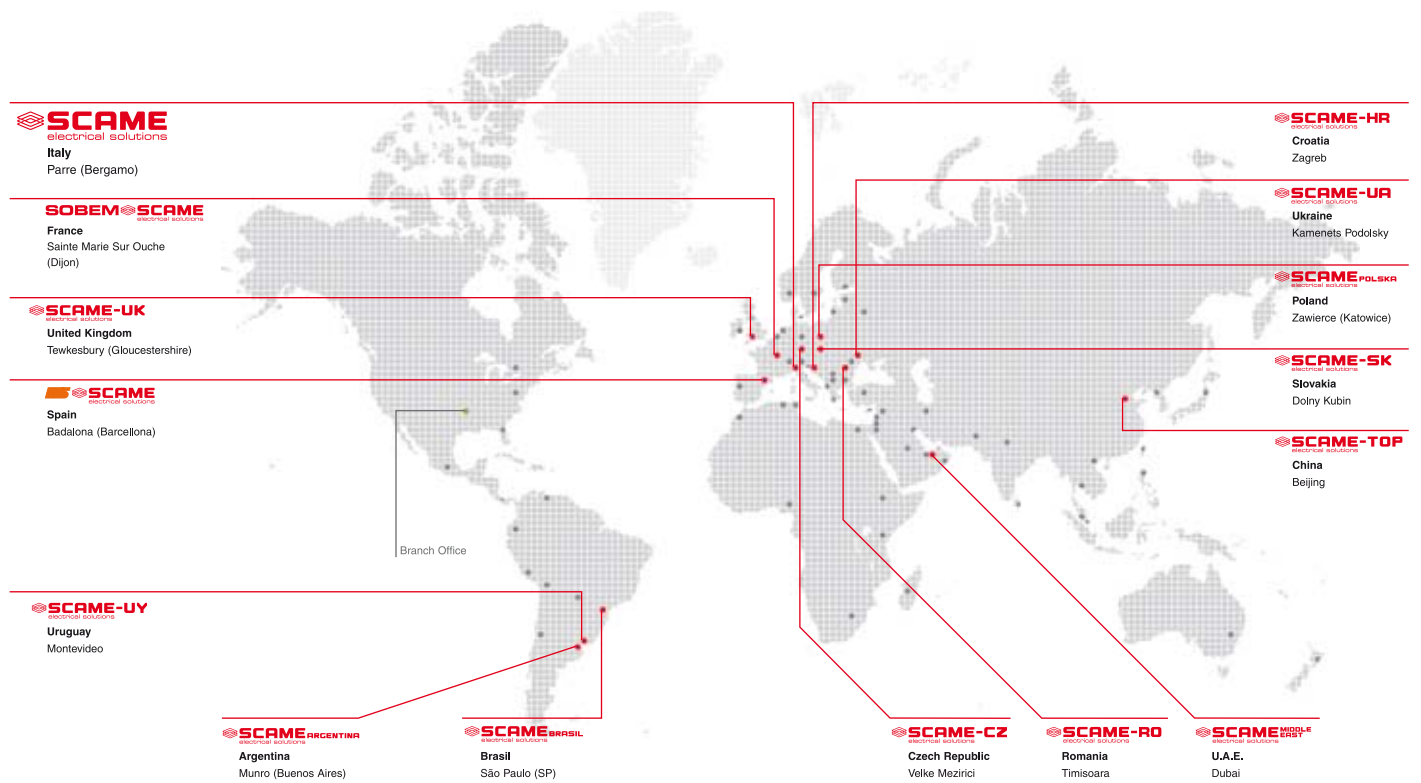 SCAME
electrical solutions
Italy
Parre (Bergamo)
SOBEM SCAME
electrical solutions
France
Sainte Marie Sur Ouche
(Dijon)
SCAME-UK
electrical solutions
United Kingdom
Tewkesbury (Gloucestershire)
SCAME
electrical solutions
Spain
Badalona (Barcellona)
Branch Office
SCAME-UY
electrical solutions
Uruguay
Montevideo
SCAME ARGENTINA
electrical solutions
Argentina
Munro (Buenos Aires)
SCAME BRASIL
electrical solutions
Brasil
São Paulo (SP)
SCAME-CZ
electrical solutions
Czech Republic
Velke Mezirici
SCAME-RO
electrical solutions
Romania
Timisoara
SCAME MIDDLE EAST
electrical solutions
U.A.E.
Dubai
SCAME-HR
electrical solutions
Croatia
Zagreb
SCAME-UA
electrical solutions
Ukraine
Kamenets Podolsky
SCAME POLSKA
electrical solutions
Poland
Zawierce (Katowice)
SCAME-SK
electrical solutions
Slovakia
Dolny Kubin
SCAME-TOP
electrical solutions
China
Beijing